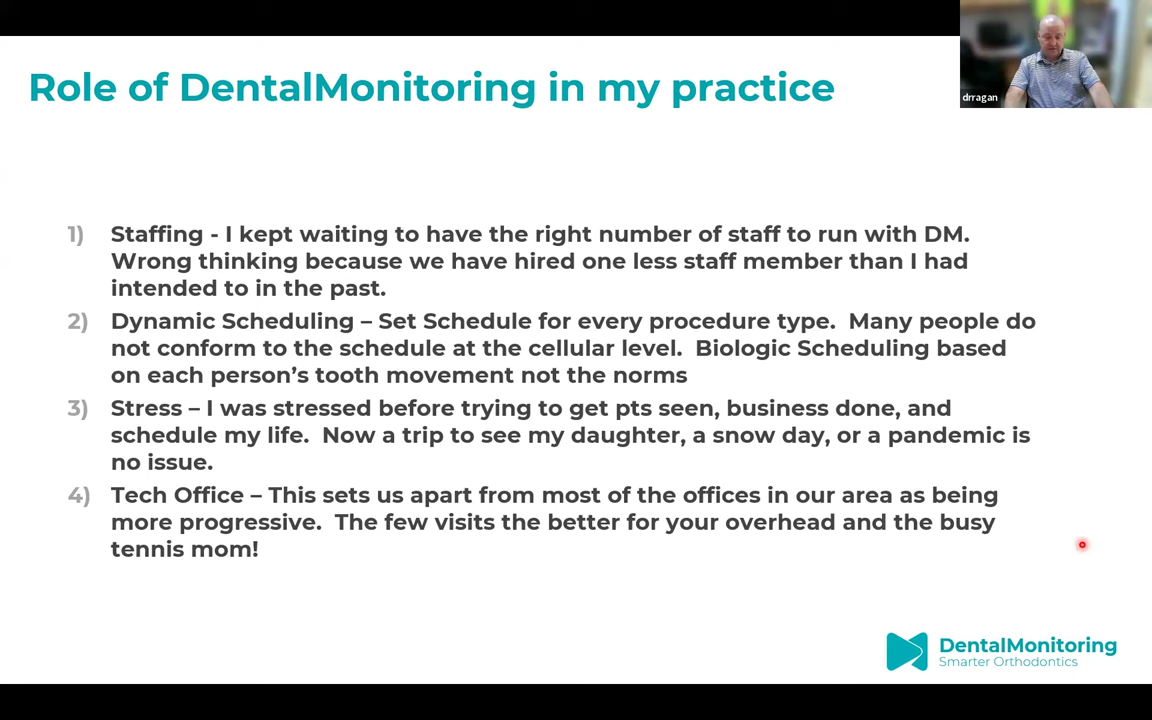 Role of DentalMonitoring in my practice
drragan
1) Staffing - I kept waiting to have the right number of staff to run with DM.
Wrong thinking because we have hired one less staff member than I had
intended to in the past.
2) Dynamic Scheduling – Set Schedule for every procedure type. Many people do
not conform to the schedule at the cellular level. Biologic Scheduling based
on each person’s tooth movement not the norms
3) Stress – I was stressed before trying to get pts seen, business done, and
schedule my life. Now a trip to see my daughter, a snow day, or a pandemic is
no issue.
4) Tech Office – This sets us apart from most of the offices in our area as being
more progressive. The few visits the better for your overhead and the busy
tennis mom!
DentalMonitoring
Smarter Orthodontics